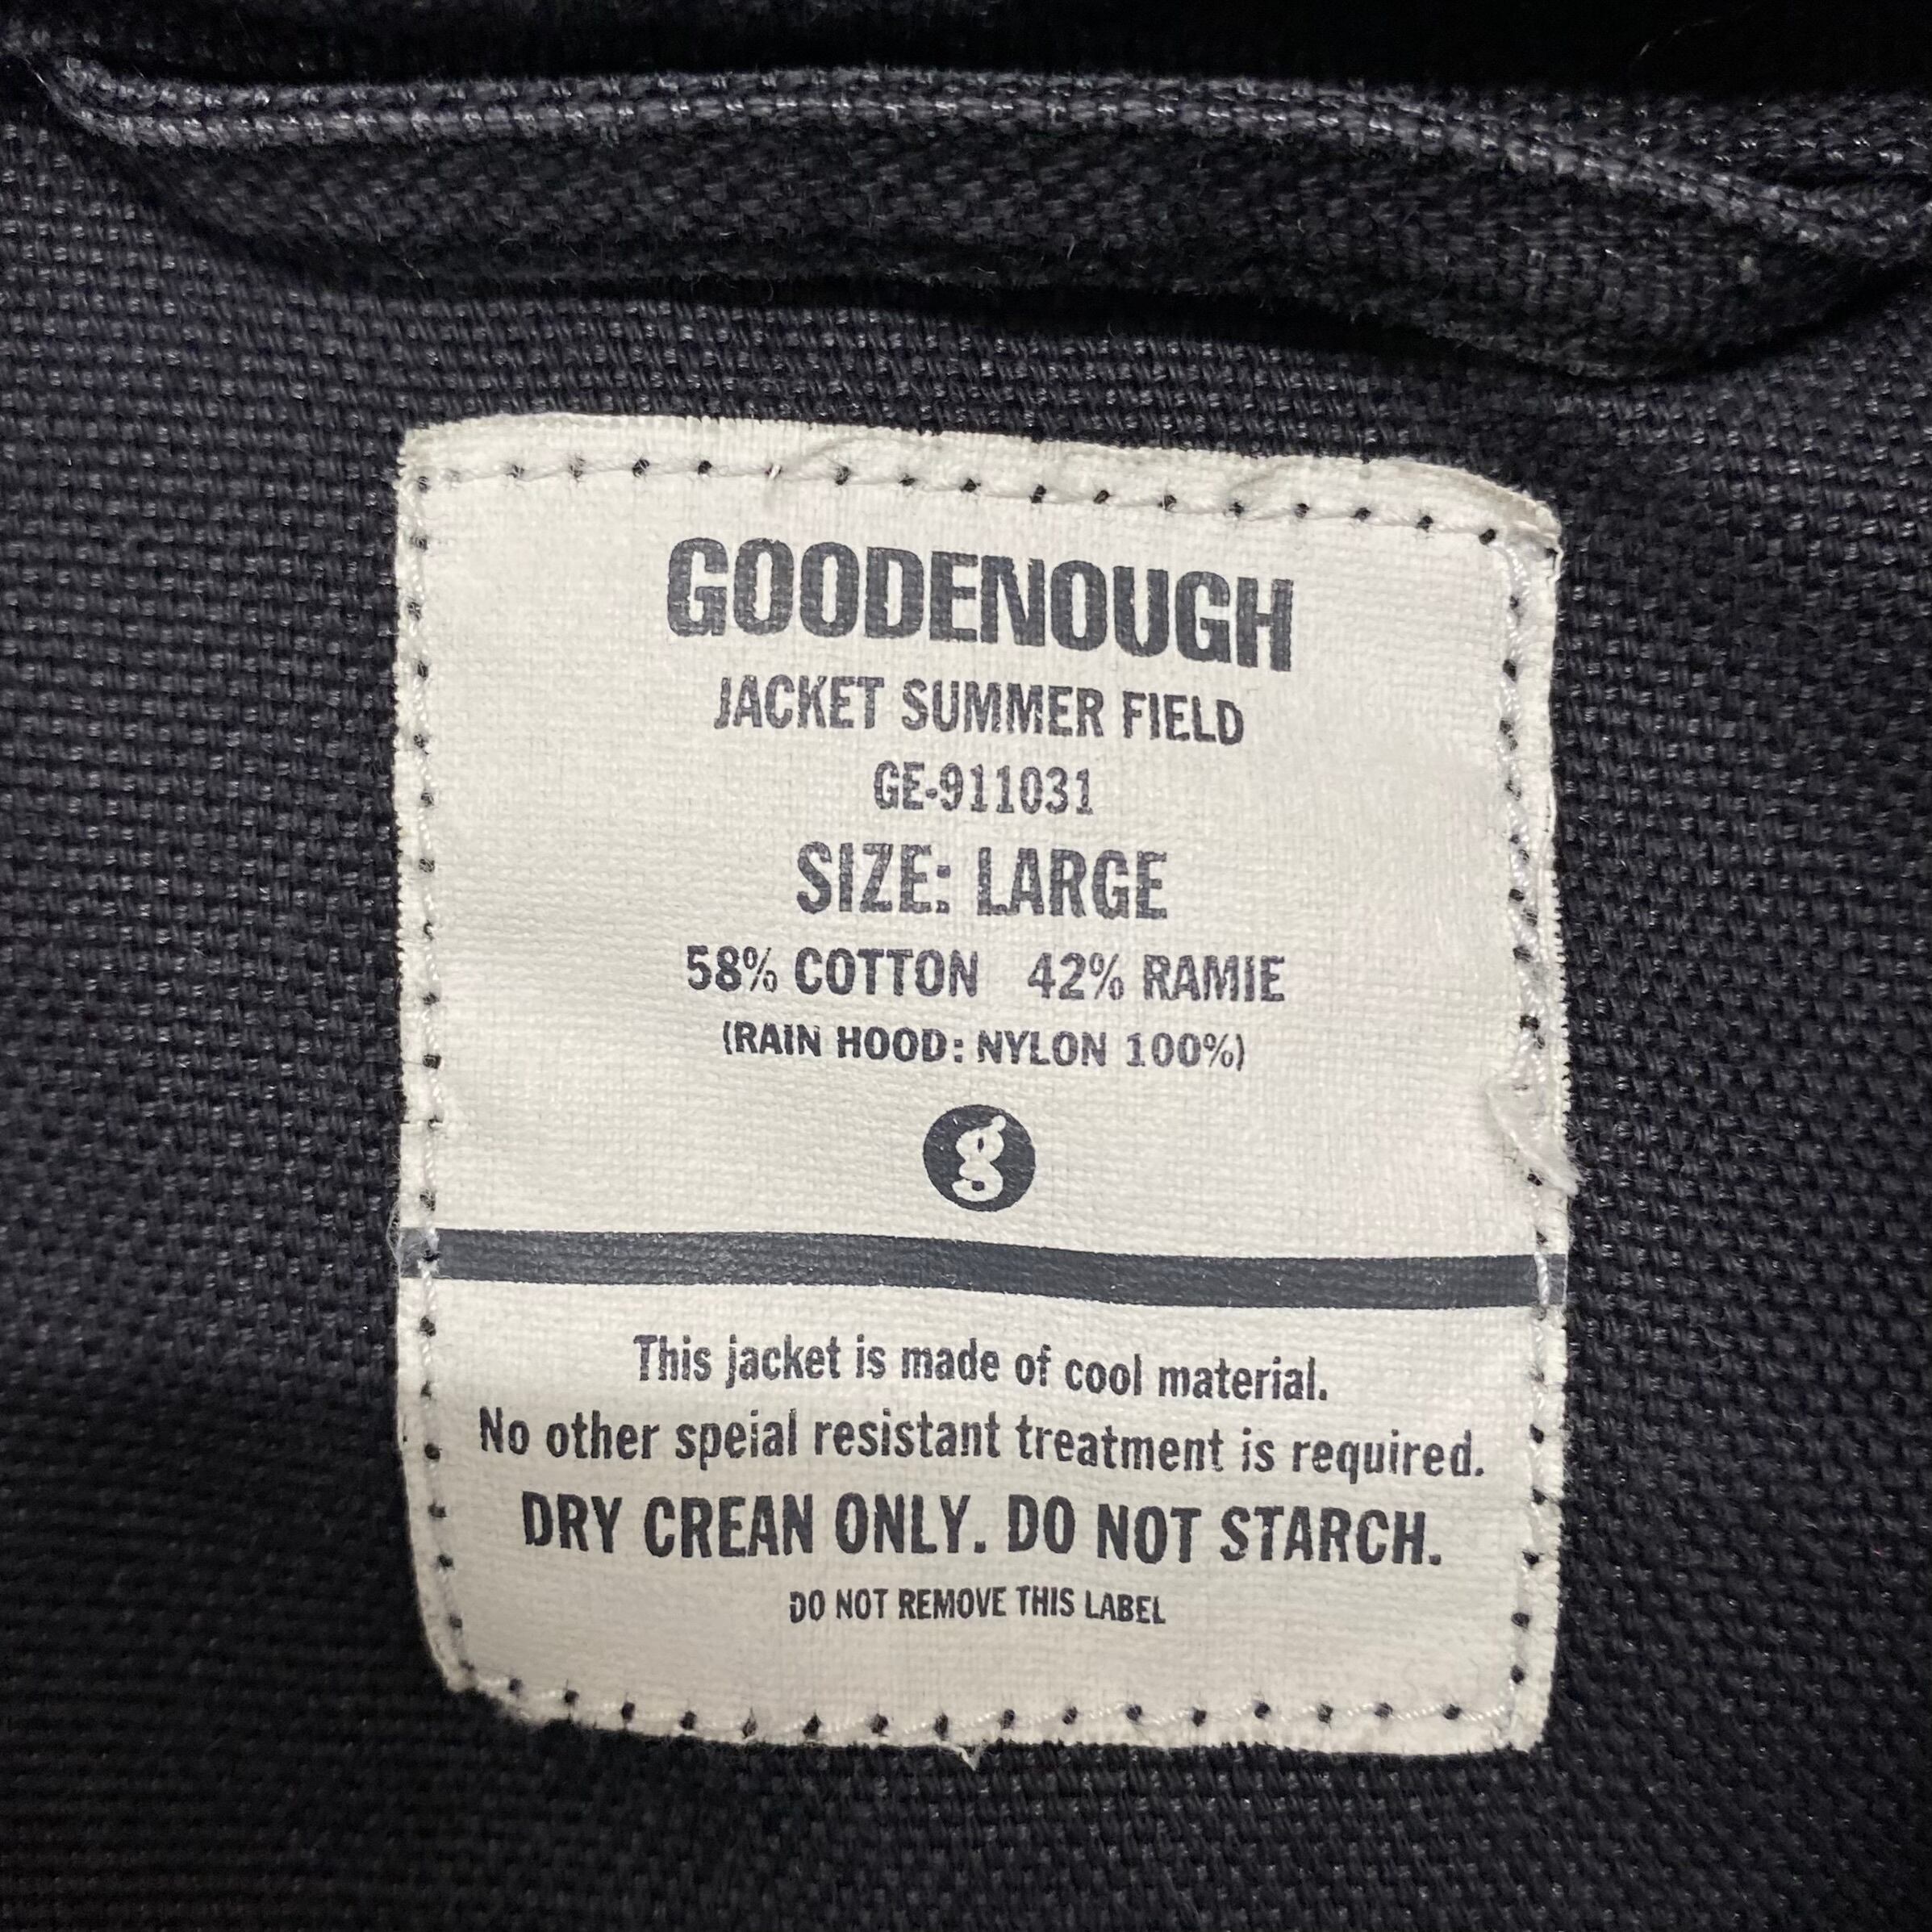 GOODENOUGH
JACKET SUMMER FIELD
GE-911031
SIZE: LARGE
58% COTTON 42% RAMIE
(RAIN HOOD: NYLON 100%)
g
This jacket is made of cool material.
No other speial resistant treatment is required.
DRY CREAN ONLY. DO NOT STARCH.
DO NOT REMOVE THIS LABEL